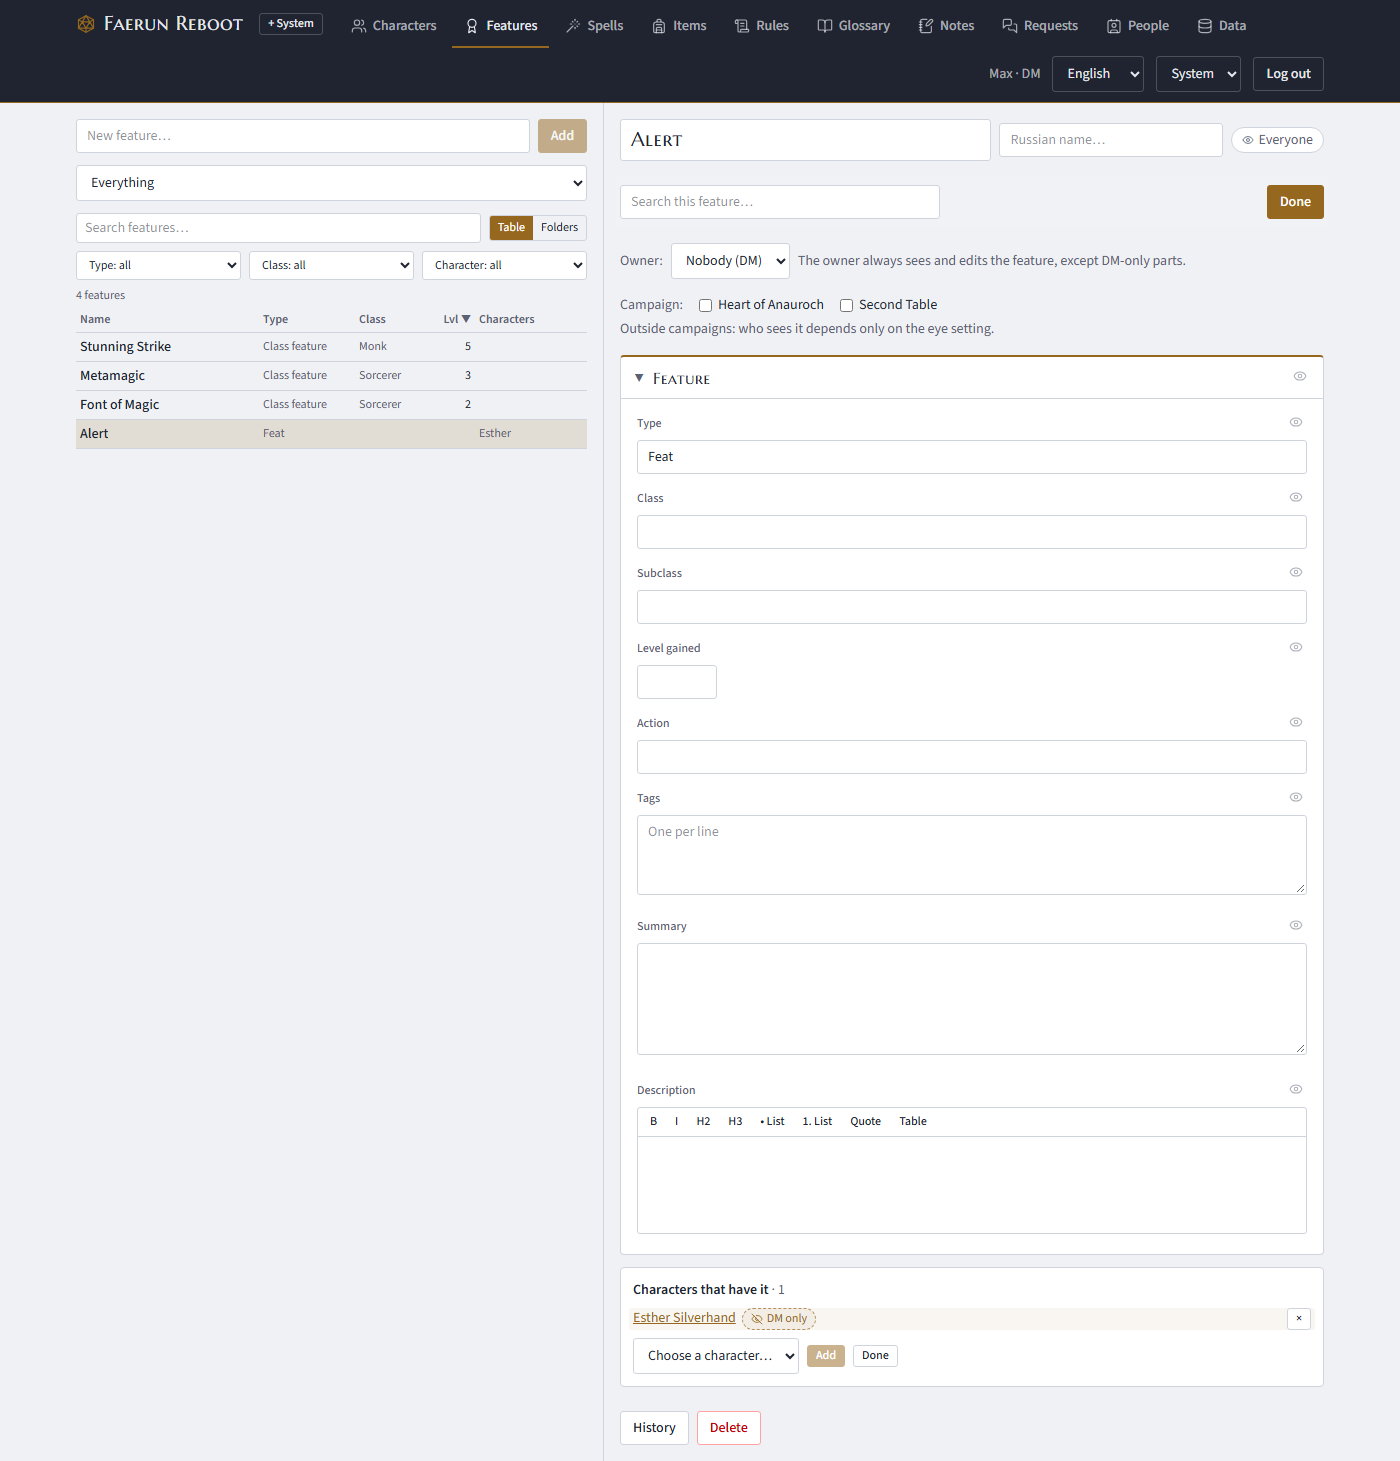 Faerun Reboot
+ System
Characters
Features
Spells
Items
Rules
Glossary
Notes
Requests
People
Data
Max · DM
English
System
Log out
New feature…
Add
Everything
Search features…
Table
Folders
Type: all
Class: all
Character: all
4 features
Name Type Class Lvl ▼ Characters
Stunning Strike Class feature Monk 5
Metamagic Class feature Sorcerer 3
Font of Magic Class feature Sorcerer 2
Alert Feat Esther
Alert
Russian name…
Everyone
Search this feature…
Done
Owner: Nobody (DM) The owner always sees and edits the feature, except DM-only parts.
Campaign: Heart of Anauroch Second Table
Outside campaigns: who sees it depends only on the eye setting.
▼ Feature
Type
Feat
Class
Subclass
Level gained
Action
Tags
One per line
Summary
Description
B I H2 H3 • List 1. List Quote Table
Characters that have it · 1
Esther Silverhand DM only ×
Choose a character… Add Done
History Delete